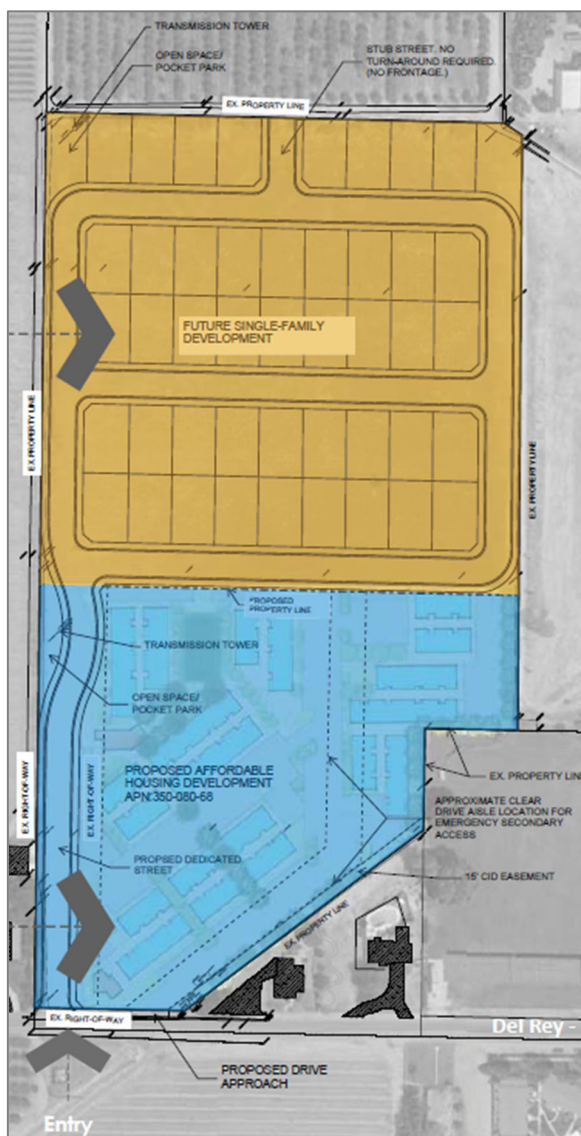 TRANSMISSION TOWER
OPEN SPACE/
POCKET PARK
STUB STREET. NO
TURN-AROUND REQUIRED.
(NO FRONTAGE.)
EX. PROPERTY LINE
FUTURE SINGLE-FAMILY
DEVELOPMENT
EX PROPERTY LINE
EX. PROPERTY LINE
PROPOSED
PROPERTY LINE
TRANSMISSION TOWER
OPEN SPACE/
POCKET PARK
PROPOSED AFFORDABLE
HOUSING DEVELOPMENT
APN:350-080-68
EX. RIGHT-OF-WAY
EX. RIGHT-OF-WAY
PROPSED DEDICATED
STREET
EX. PROPERTY LINE
APPROXIMATE CLEAR
DRIVE AISLE LOCATION FOR
EMERGENCY SECONDARY
ACCESS
15' CID EASEMENT
EX. PROPERTY LINE
EX. RIGHT-OF-WAY
Del Rey -
PROPOSED DRIVE
APPROACH
Entry